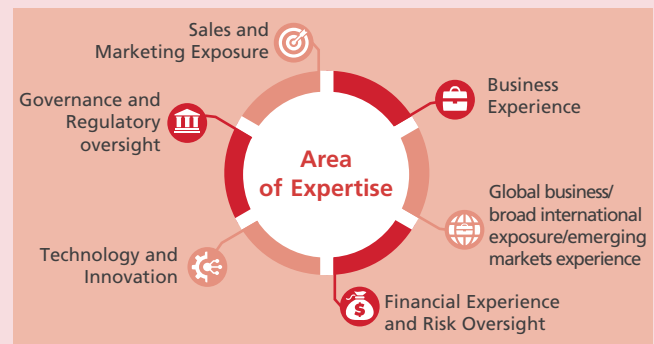 Sales and
Marketing Exposure
Governance and
Regulatory
oversight
Technology and
Innovation
Area
of Expertise
Business
Experience
Global business/
broad international
exposure/emerging
markets experience
Financial Experience
and Risk Oversight
$